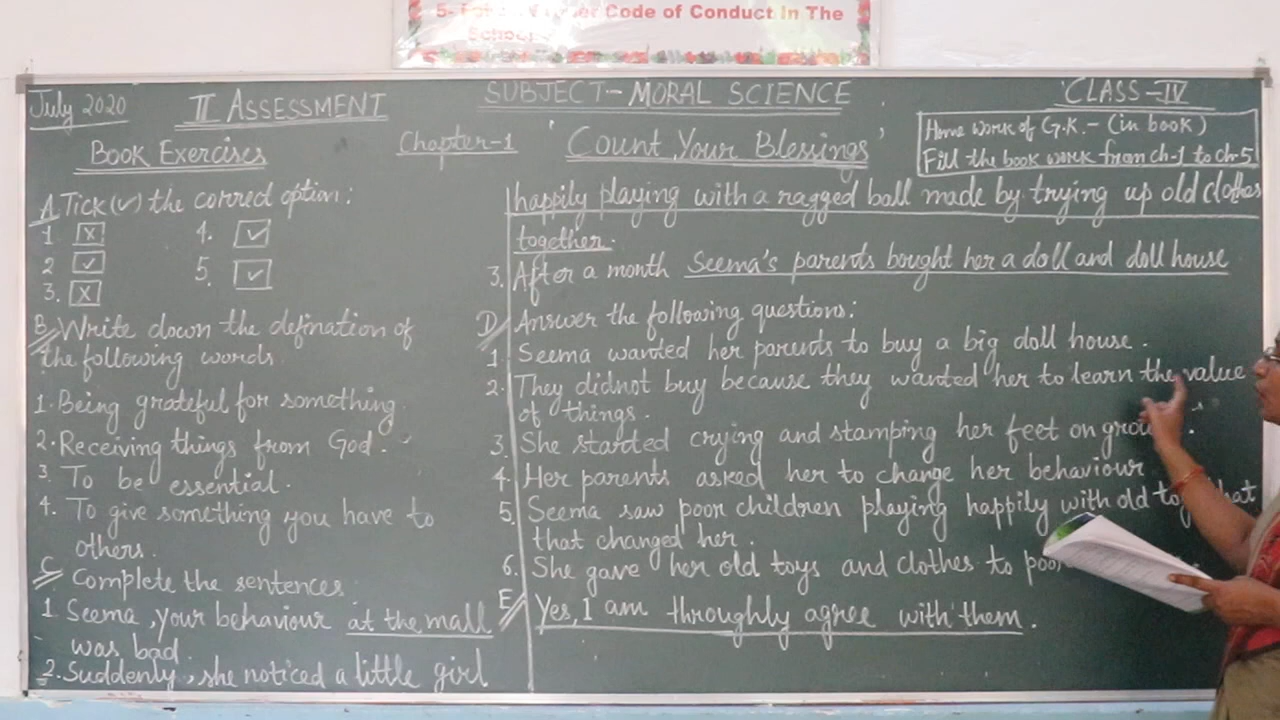 5- Code of Conduct In The
School
July 2020
II ASSESSMENT
SUBJECT - MORAL SCIENCE
CLASS-IV
Book Exercises
Chapter-1
' Count Your Blessings '
Home work of G.K. - (in book)
Fill the book work from ch-1 to ch-5
A Tick (✓) the correct option:
1 [x] 4. [✓]
2 [✓] 5. [✓]
3. [x]
B. Write down the defination of
the following words.
1. Being grateful for something.
2. Receiving things from God.
3. To be essential.
4. To give something you have to
others.
C. Complete the sentences
1. Seema, your behaviour at the mall
was bad
2. Suddenly, she noticed a little girl
happily playing with a ragged ball made by trying up old clothes
together.
3. After a month Seema's parents bought her a doll and doll house
D. Answer the following questions:
1. Seema wanted her parents to buy a big doll house.
2. They didnot buy because they wanted her to learn the value
of things.
3. She started crying and stamping her feet on
4. Her parents asked her to change her behaviour
5. Seema saw poor children playing happily with old that
that changed her.
6. She gave her old toys and clothes to poor
E. Yes, I am throughly agree with them.